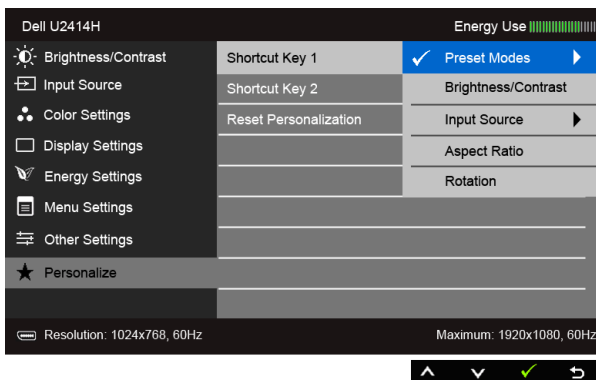 Dell U2414H Energy Use
Brightness/Contrast Shortcut Key 1 Preset Modes
Input Source Shortcut Key 2 Brightness/Contrast
Color Settings Reset Personalization Input Source
Display Settings Aspect Ratio
Energy Settings Rotation
Menu Settings
Other Settings
Personalize
Resolution: 1024x768, 60Hz Maximum: 1920x1080, 60Hz